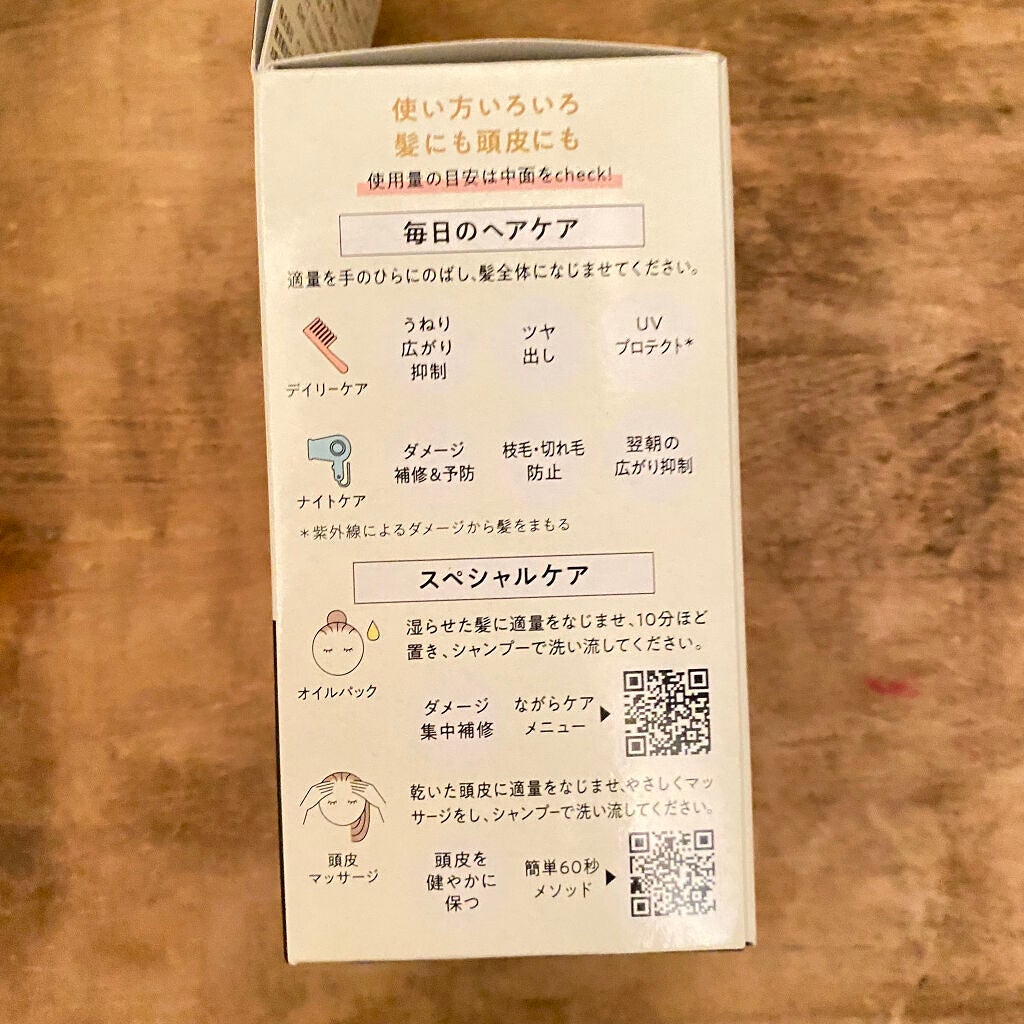 使い方いろいろ
髪にも頭皮にも
使用量の目安は中面をcheck!
毎日のヘアケア
適量を手のひらにのばし、髪全体になじませてください。
デイリーケア
うねり
広がり
抑制
ツヤ
出し
UV
プロテクト*
ナイトケア
ダメージ
補修&予防
枝毛・切れ毛
防止
翌朝の
広がり抑制
*紫外線によるダメージから髪をまもる
スペシャルケア
オイルパック
湿らせた髪に適量をなじませ、10分ほど
置き、シャンプーで洗い流してください。
ダメージ
集中補修
ながらケア
メニュー
頭皮
マッサージ
乾いた頭皮に適量をなじませ、やさしくマッ
サージをし、シャンプーで洗い流してください。
頭皮を
健やかに
保つ
簡単60秒
メソッド